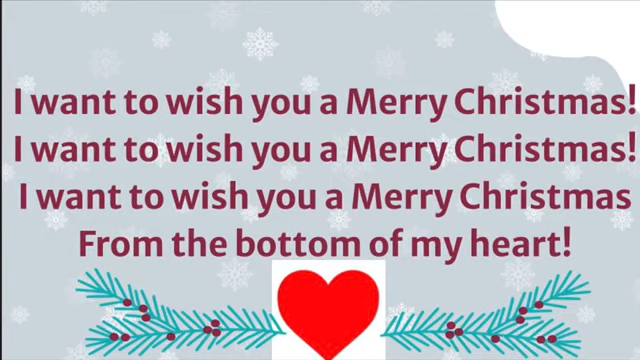 I want to wish you a Merry Christmas!
I want to wish you a Merry Christmas!
I want to wish you a Merry Christmas
From the bottom of my heart!